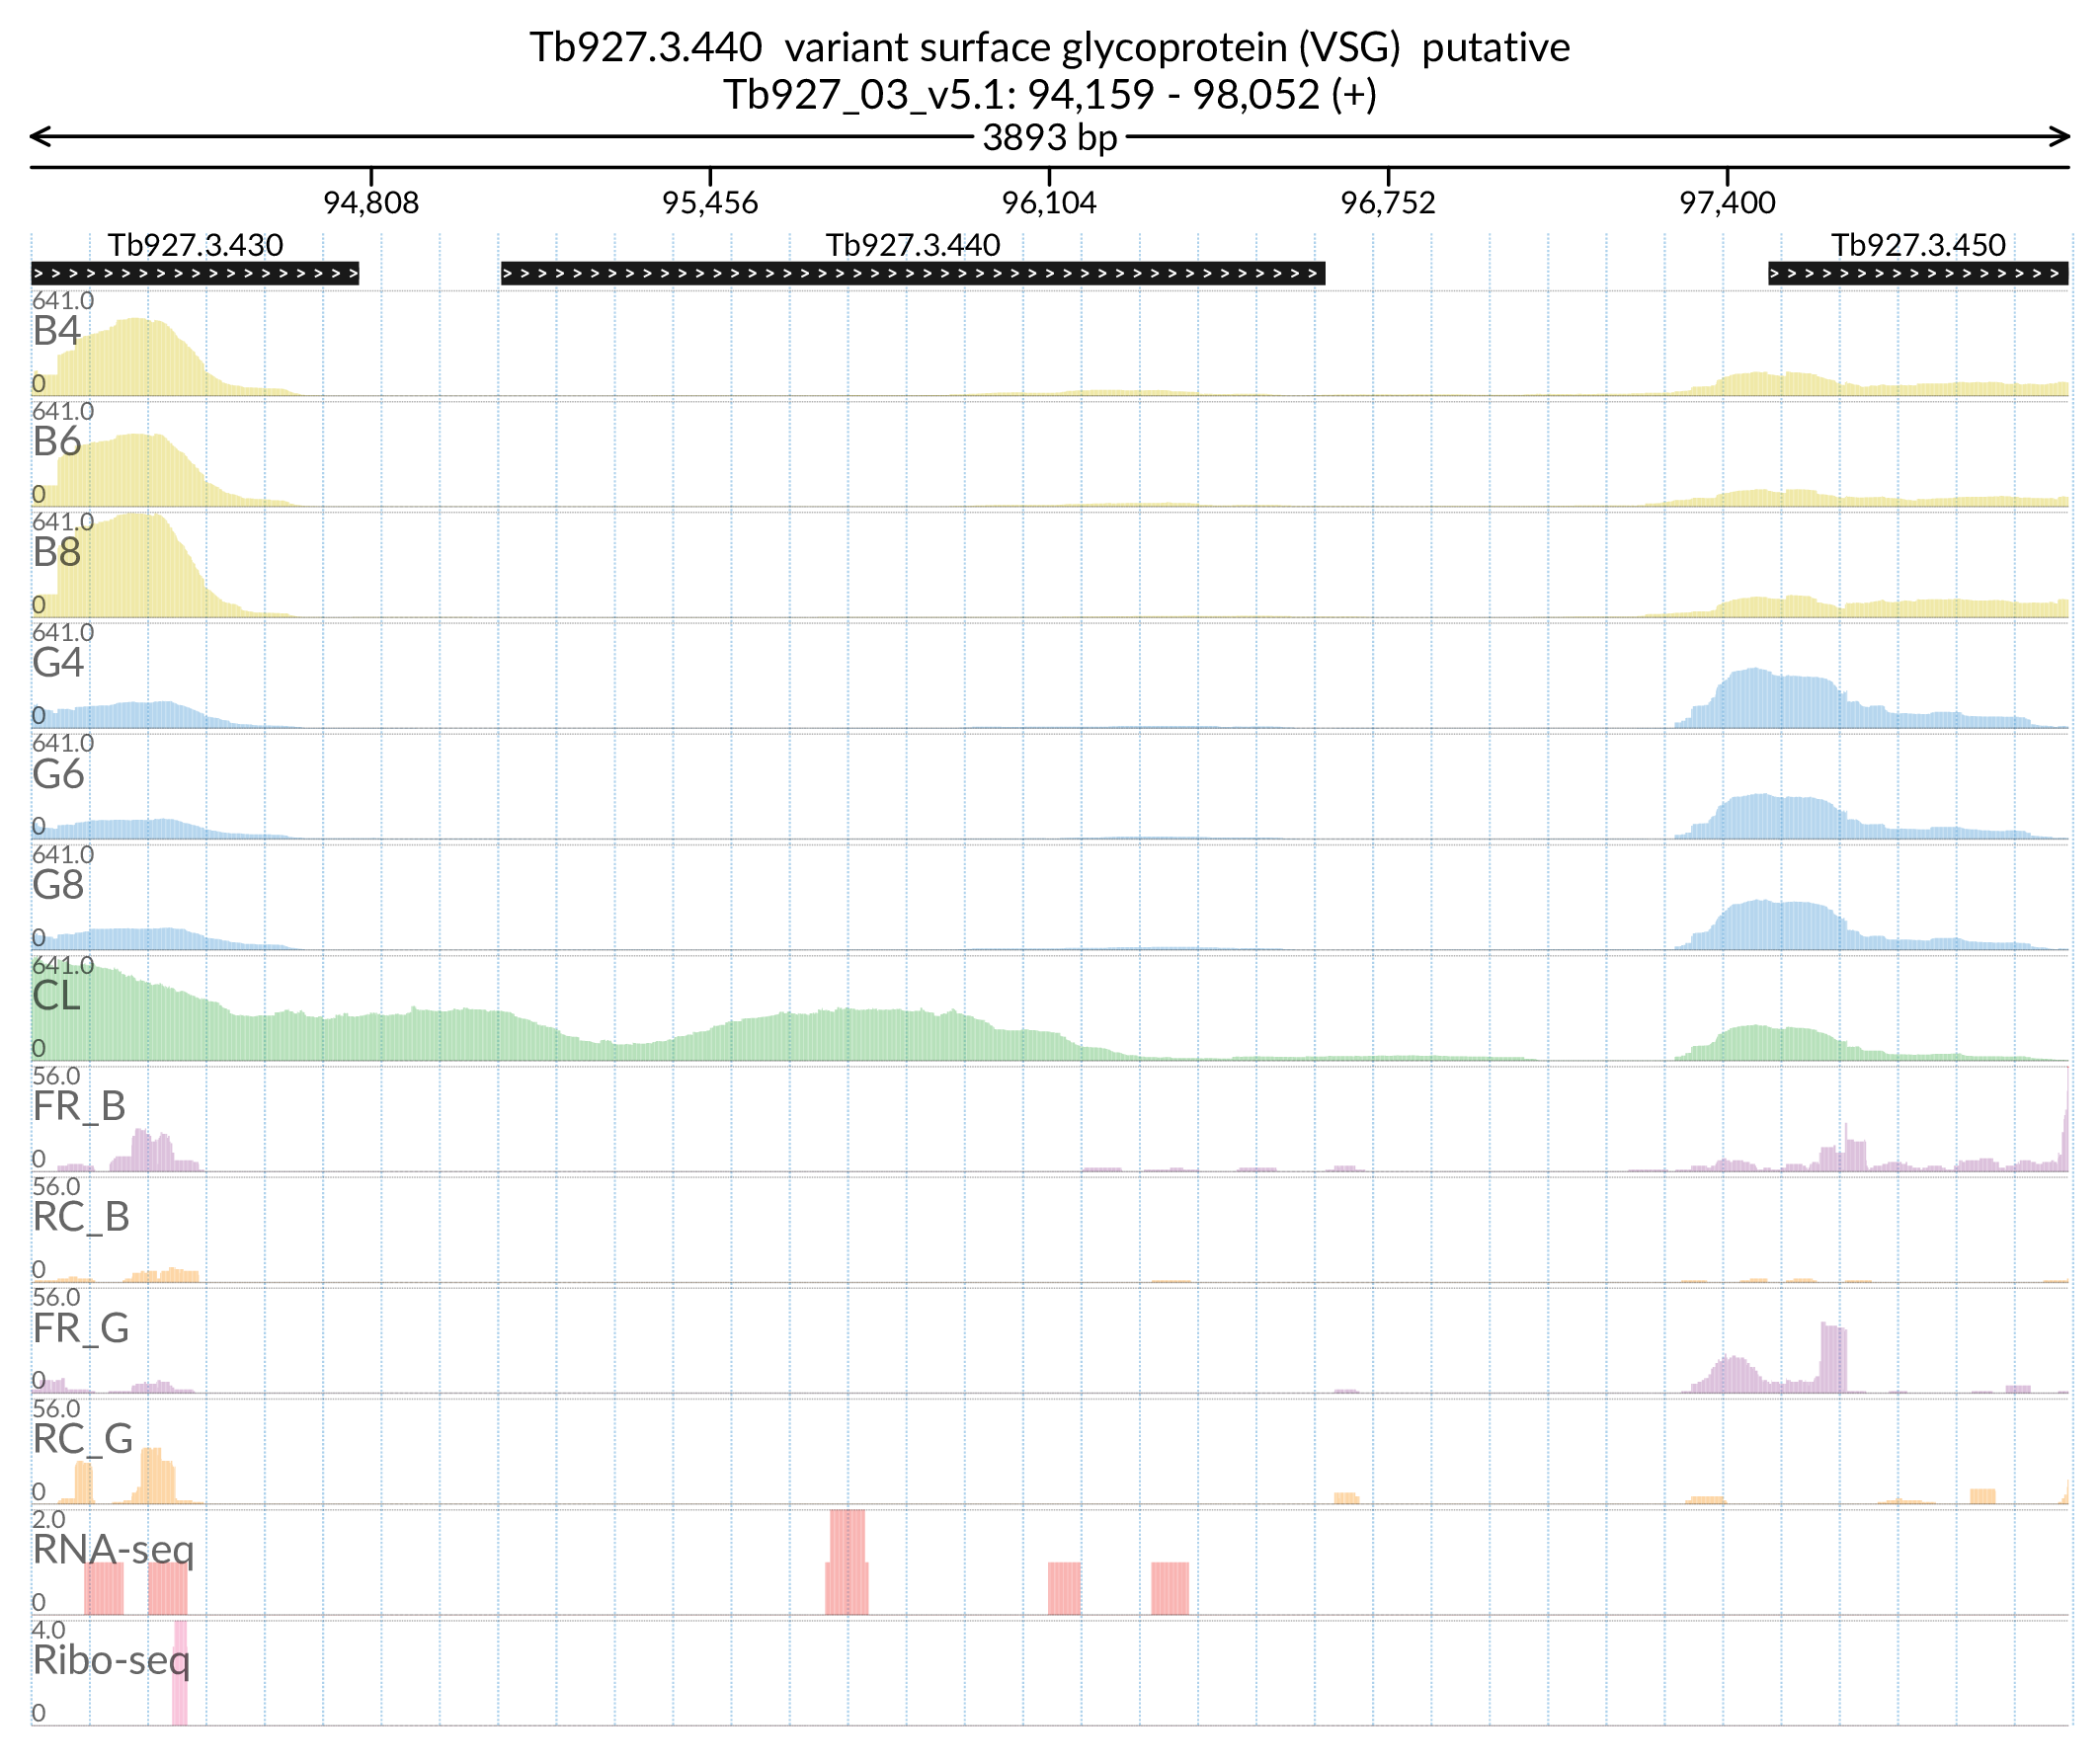 Tb927.3.440  variant surface glycoprotein (VSG)  putative
Tb927_03_v5.1: 94,159 - 98,052 (+)
3893 bp
94,808 95,456 96,104 96,752 97,400
Tb927.3.430 Tb927.3.440 Tb927.3.450
641.0
B4
0
641.0
B6
0
641.0
B8
0
641.0
G4
0
641.0
G6
0
641.0
G8
0
641.0
CL
0
56.0
FR_B
0
56.0
RC_B
0
56.0
FR_G
0
56.0
RC_G
0
2.0
RNA-seq
0
4.0
Ribo-seq
0